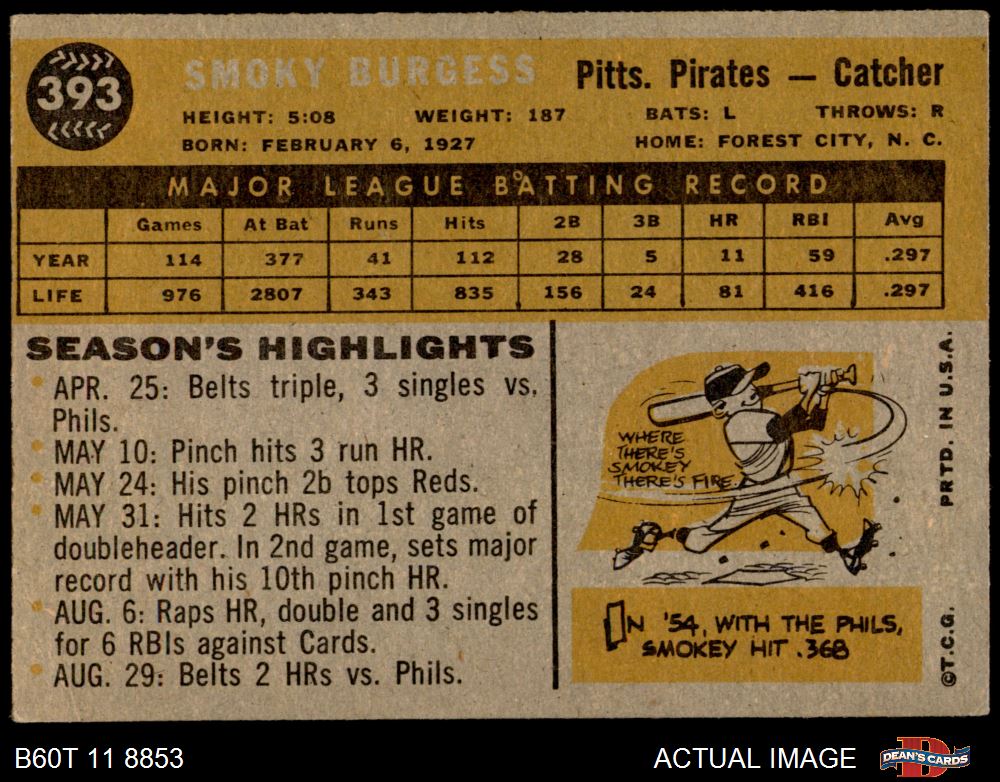 393
SMOKY BURGESS
Pitts. Pirates — Catcher
HEIGHT: 5:08 WEIGHT: 187 BATS: L THROWS: R
BORN: FEBRUARY 6, 1927 HOME: FOREST CITY, N. C.
MAJOR LEAGUE BATTING RECORD
Games At Bat Runs Hits 2B 3B HR RBI Avg
YEAR 114 377 41 112 28 5 11 59 .297
LIFE 976 2807 343 835 156 24 81 416 .297
SEASON'S HIGHLIGHTS
APR. 25: Belts triple, 3 singles vs.
Phils.
MAY 10: Pinch hits 3 run HR.
MAY 24: His pinch 2b tops Reds.
MAY 31: Hits 2 HRs in 1st game of
doubleheader. In 2nd game, sets major
record with his 10th pinch HR.
AUG. 6: Raps HR, double and 3 singles
for 6 RBIs against Cards.
AUG. 29: Belts 2 HRs vs. Phils.
WHERE
THERE'S
SMOKEY
THERE'S FIRE.
IN '54, WITH THE PHILS,
SMOKEY HIT .368
PRTD. IN U.S.A.
©T.C.G.
B60T 11 8853
ACTUAL IMAGE
DEAN'S CARDS